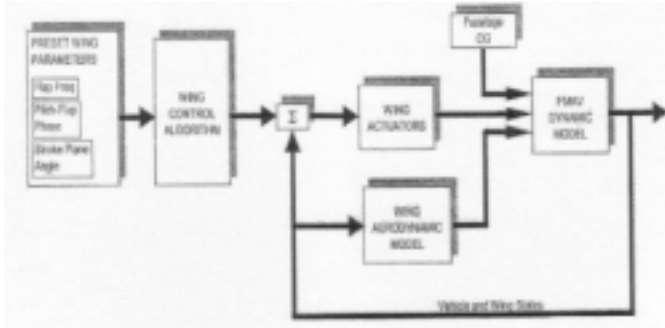 PRESET WING
PARAMETERS
Flap Freq
Pitch-Flap
Phase
Stroke Plane
Angle
WING
CONTROL
ALGORITHM
Σ
WING
ACTUATORS
Fuselage
CG
FMAV
DYNAMIC
MODEL
WING
AERODYNAMIC
MODEL
Vehicle and Wing States